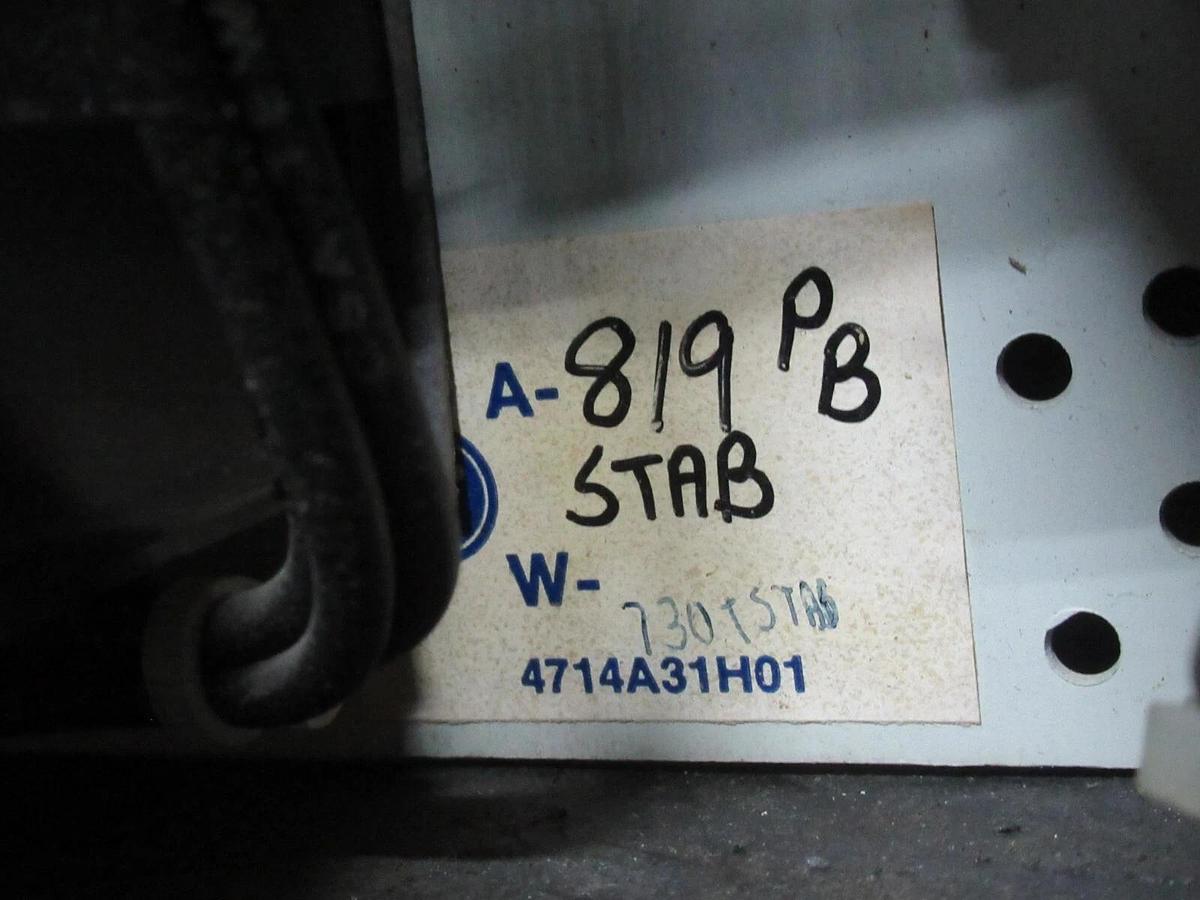 A-819 PB
STAB
W-
730 + STAB
4714A31H01